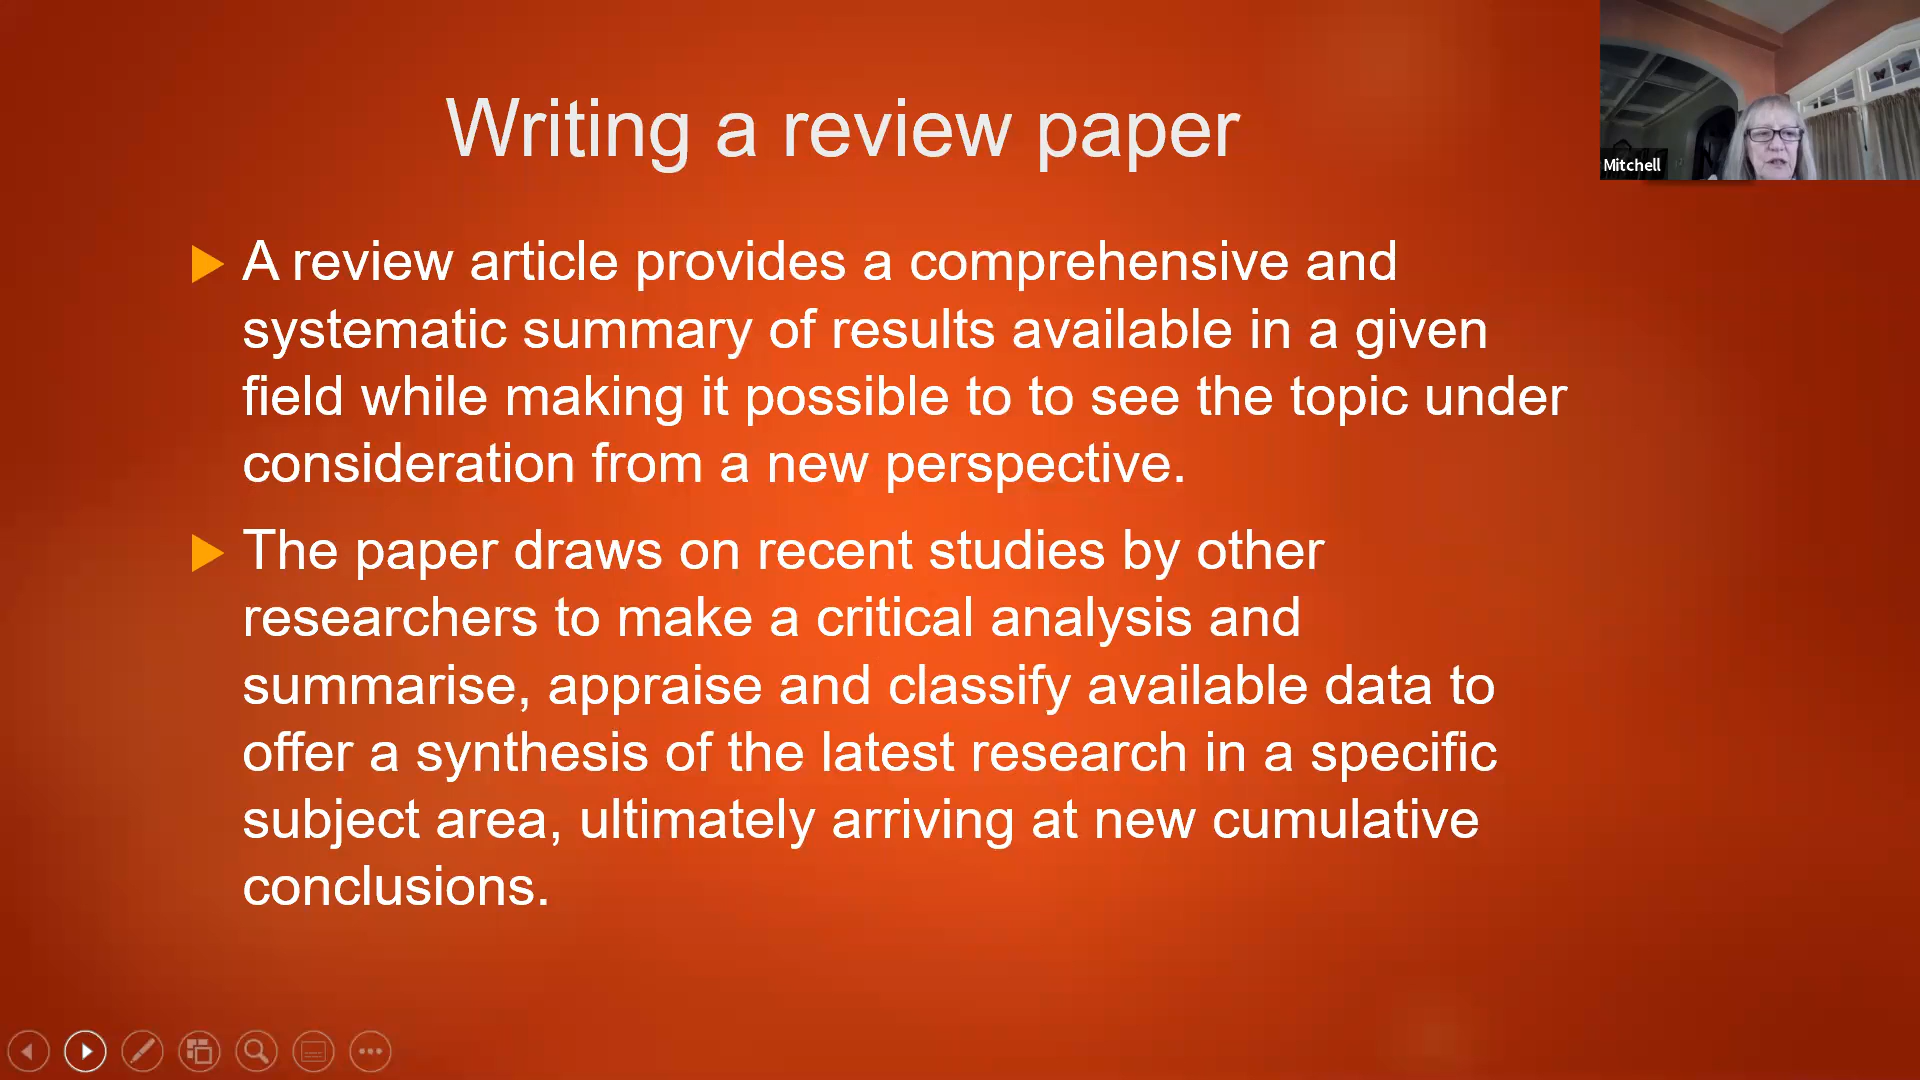 Writing a review paper
Mitchell
A review article provides a comprehensive and
systematic summary of results available in a given
field while making it possible to to see the topic under
consideration from a new perspective.
The paper draws on recent studies by other
researchers to make a critical analysis and
summarise, appraise and classify available data to
offer a synthesis of the latest research in a specific
subject area, ultimately arriving at new cumulative
conclusions.